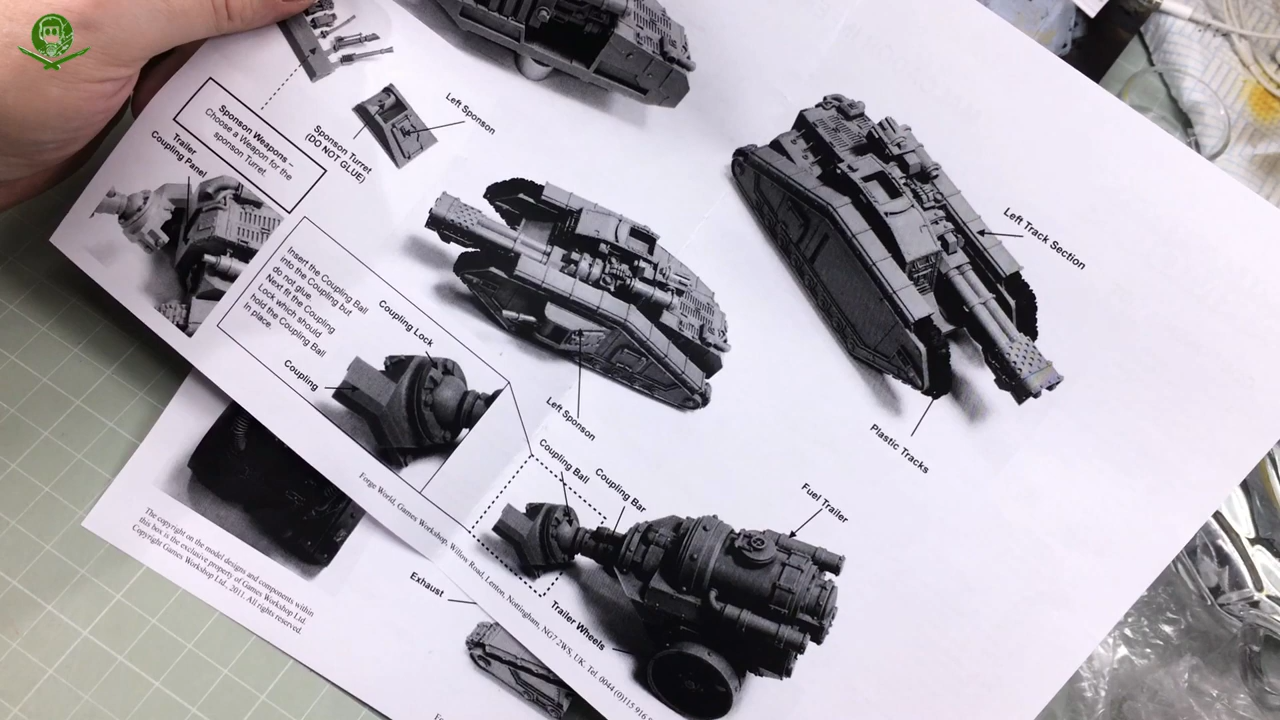 Sponson Weapons –
Choose a Weapon for the
sponson Turret.
Sponson Turret
(DO NOT GLUE)
Left Sponson
Trailer
Coupling Panel
Left Track Section
Plastic Tracks
Insert the Coupling Ball
into the Coupling but
do not glue.
Next fit the Coupling
Lock which should
hold the Coupling Ball
in place.
Coupling Lock
Coupling
Left Sponson
Coupling Ball
Coupling Bar
Fuel Trailer
Trailer Wheels
Forge World, Games Workshop, Willow Road, Lenton, Nottingham, NG7 2WS, UK. Tel. 0044 (0)115 916
Exhaust
The copyright on the model designs and components within
this box is the exclusive property of Games Workshop Ltd.
Copyright Games Workshop Ltd., 2011. All rights reserved.